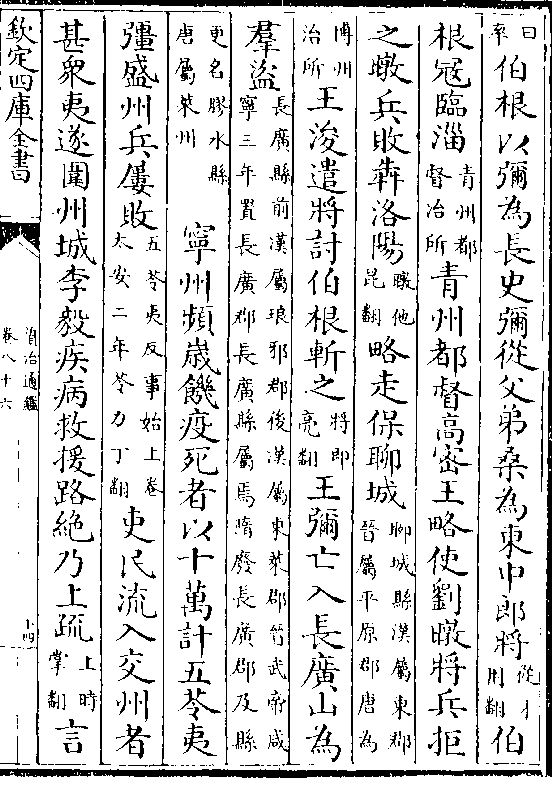 曰率伯根以彌為長史彌從父弟桑為東中郎將從才用翻伯
根寇臨淄青州都督治所青州都督高密王略使劉暾將兵拒
之暾兵敗犇洛陽暾他昆翻略走保聊城聊城縣漢屬東郡晉屬平原郡唐為
博州治所王浚遣將討伯根斬之將即亮翻王彌亡入長廣山為
羣盜長廣縣前漢屬琅邪郡後漢屬東萊郡晉武帝咸寧三年置長廣郡長廣縣屬焉隋廢長廣郡及縣
更名膠水縣唐屬萊州寧州頻歲饑疫死者以十萬計五苓夷
彊盛州兵屢敗五苓夷反事始上卷太安二年苓力丁翻吏民流入交州者
甚衆夷遂圍州城李毅疾病救援路絕乃上疏上時掌翻言
欽定四庫全書
資治通鑑
卷八十六
十四